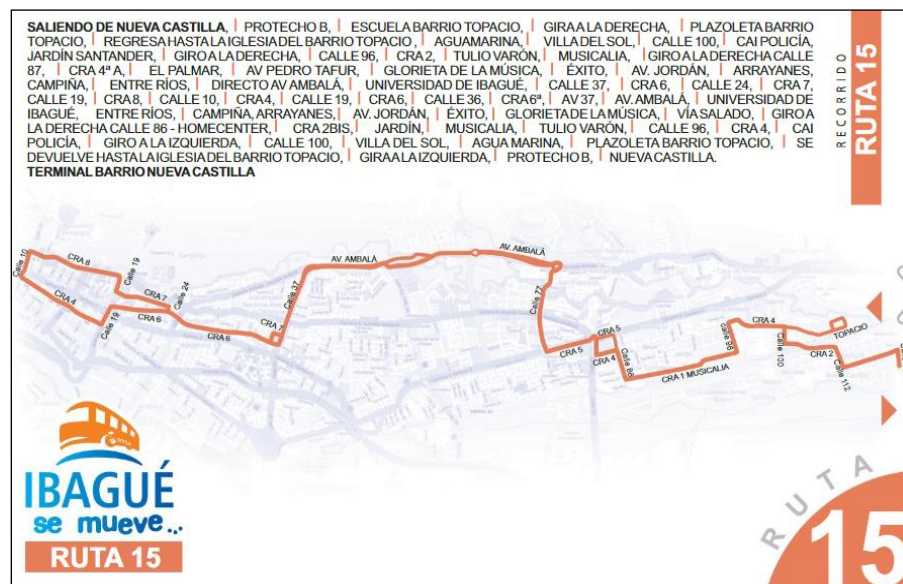 SALIENDO DE NUEVA CASTILLA, | PROTECHO B, | ESCUELA BARRIO TOPACIO, | GIRA A LA DERECHA, | PLAZOLETA BARRIO
TOPACIO, | REGRESA HASTA LA IGLESIA DEL BARRIO TOPACIO, | AGUAMARINA, | VILLA DEL SOL, | CALLE 100, | CAI POLICÍA,
JARDÍN SANTANDER, | GIRO A LA DERECHA, | CALLE 96, | CRA 2, | TULIO VARÓN, | MUSICALIA, | GIRO A LA DERECHA CALLE
87, | CRA 4ª A, | EL PALMAR, | AV PEDRO TAFUR, | GLORIETA DE LA MÚSICA, | ÉXITO, | AV. JORDÁN, | ARRAYANES,
CAMPIÑA, | ENTRE RÍOS, | DIRECTO AV AMBALÁ, | UNIVERSIDAD DE IBAGUÉ, | CALLE 37, | CRA 6, | CALLE 24, | CRA 7,
CALLE 19, | CRA 8, | CALLE 10, | CRA 4, | CALLE 19, | CRA 6, | CALLE 36, | CRA 6ª, | AV 37, | AV. AMBALÁ, | UNIVERSIDAD DE
IBAGUÉ, | ENTRE RÍOS, | CAMPIÑA, ARRAYANES, | AV. JORDÁN, | ÉXITO, | GLORIETA DE LA MÚSICA, | VÍA SALADO, | GIRO A
LA DERECHA CALLE 86 - HOMECENTER, | CRA 2BIS, | JARDÍN, | MUSICALIA, | TULIO VARÓN, | CALLE 96, | CRA 4, | CAI
POLICÍA, | GIRO A LA IZQUIERDA, | CALLE 100, | VILLA DEL SOL, | AGUA MARINA, | PLAZOLETA BARRIO TOPACIO, | SE
DEVUELVE HASTA LA IGLESIA DEL BARRIO TOPACIO, | GIRA A LA IZQUIERDA, | PROTECHO B, | NUEVA CASTILLA.
TERMINAL BARRIO NUEVA CASTILLA
RECORRIDO
RUTA 15
Calle 10
CRA 8
Calle 19
CRA 7
Calle 24
CRA 4
Calle 19
CRA 6
CRA 6
CRA 7
Calle 37
AV. AMBALÁ
AV. AMBALÁ
Calle 77
CRA 5
CRA 5
CRA 4
Calle 86
CRA 1 MUSICALIA
Calle 96
CRA 4
Calle 100
TOPACIO
CRA 2
Calle 112
IBAGUÉ
se mueve...
RUTA 15
RUTA
15